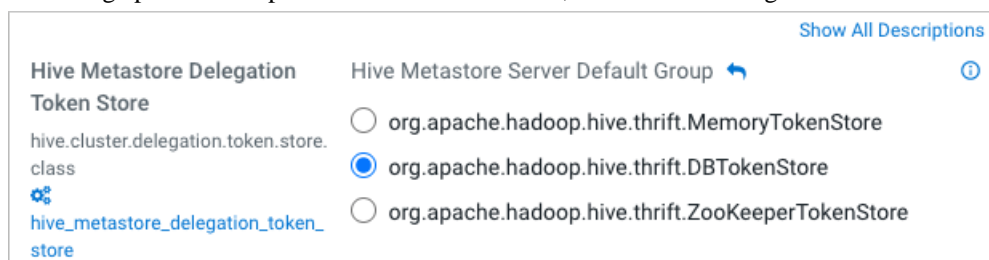 Show All Descriptions
Hive Metastore Delegation
Token Store
hive.cluster.delegation.token.store.
class
hive_metastore_delegation_token_
store
Hive Metastore Server Default Group
org.apache.hadoop.hive.thrift.MemoryTokenStore
org.apache.hadoop.hive.thrift.DBTokenStore
org.apache.hadoop.hive.thrift.ZooKeeperTokenStore